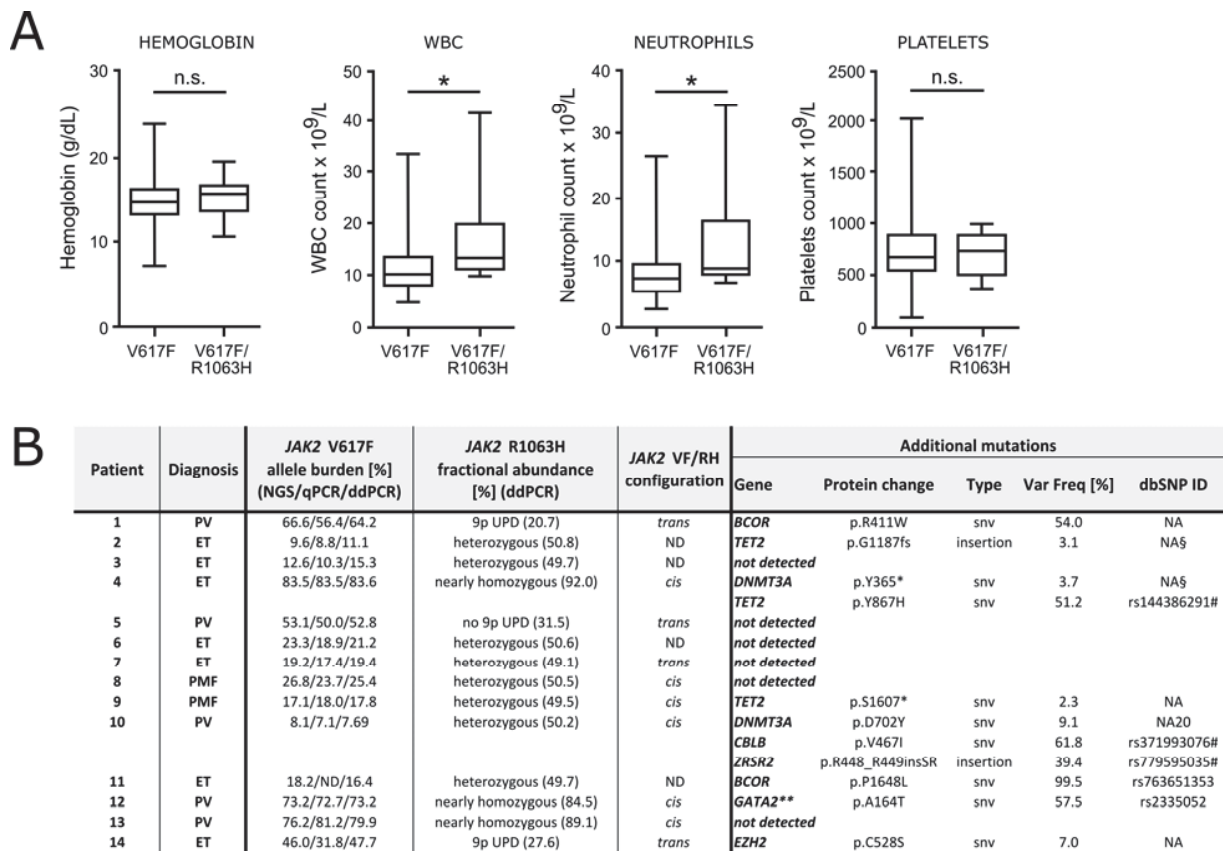 A
HEMOGLOBIN
WBC
NEUTROPHILS
PLATELETS
Hemoglobin (g/dL)
30
20
10
0
n.s.
V617F
V617F/
R1063H
WBC count x 10⁹/L
50
40
30
20
10
0
*
V617F
V617F/
R1063H
Neutrophil count x 10⁹/L
40
30
20
10
0
*
V617F
V617F/
R1063H
Platelets count x 10⁹/L
2500
2000
1500
1000
500
0
n.s.
V617F
V617F/
R1063H
B
Patient Diagnosis JAK2 V617F allele burden [%] (NGS/qPCR/ddPCR) JAK2 R1063H fractional abundance [%] (ddPCR) JAK2 VF/RH configuration Additional mutations
Gene Protein change Type Var Freq [%] dbSNP ID
1 PV 66.6/56.4/64.2 9p UPD (20.7) trans BCOR p.R411W snv 54.0 NA
2 ET 9.6/8.8/11.1 heterozygous (50.8) ND TET2 p.G1187fs insertion 3.1 NA§
3 ET 12.6/10.3/15.3 heterozygous (49.7) ND not detected
4 ET 83.5/83.5/83.6 nearly homozygous (92.0) cis DNMT3A p.Y365* snv 3.7 NA§
TET2 p.Y867H snv 51.2 rs144386291#
5 PV 53.1/50.0/52.8 no 9p UPD (31.5) trans not detected
6 ET 23.3/18.9/21.2 heterozygous (50.6) ND not detected
7 ET 19.2/17.4/19.4 heterozygous (49.1) trans not detected
8 PMF 26.8/23.7/25.4 heterozygous (50.5) cis not detected
9 PMF 17.1/18.0/17.8 heterozygous (49.5) cis TET2 p.S1607* snv 2.3 NA
10 PV 8.1/7.1/7.69 heterozygous (50.2) cis DNMT3A p.D702Y snv 9.1 NA20
CBLB p.V467I snv 61.8 rs371993076#
ZRSR2 p.R448_R449insSR insertion 39.4 rs779595035#
11 ET 18.2/ND/16.4 heterozygous (49.7) ND BCOR p.P1648L snv 99.5 rs763651353
12 PV 73.2/72.7/73.2 nearly homozygous (84.5) cis GATA2** p.A164T snv 57.5 rs2335052
13 PV 76.2/81.2/79.9 nearly homozygous (89.1) cis not detected
14 ET 46.0/31.8/47.7 9p UPD (27.6) trans EZH2 p.C528S snv 7.0 NA